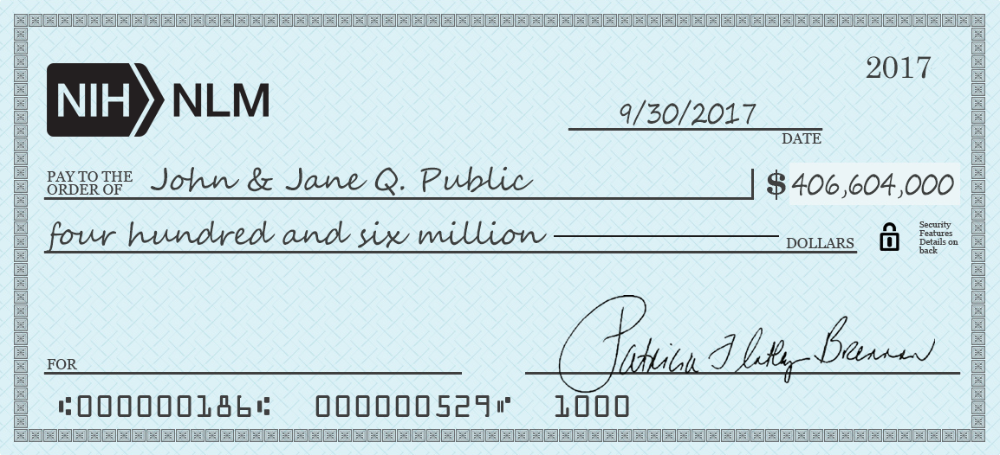 2017
NIH NLM
9/30/2017
DATE
PAY TO THE
ORDER OF John & Jane Q. Public $ 406,604,000
four hundred and six million DOLLARS
Security
Features
Details on
back
FOR Patricia Flatley Brennan
⑆000000186⑆ 000000529⑈ 1000